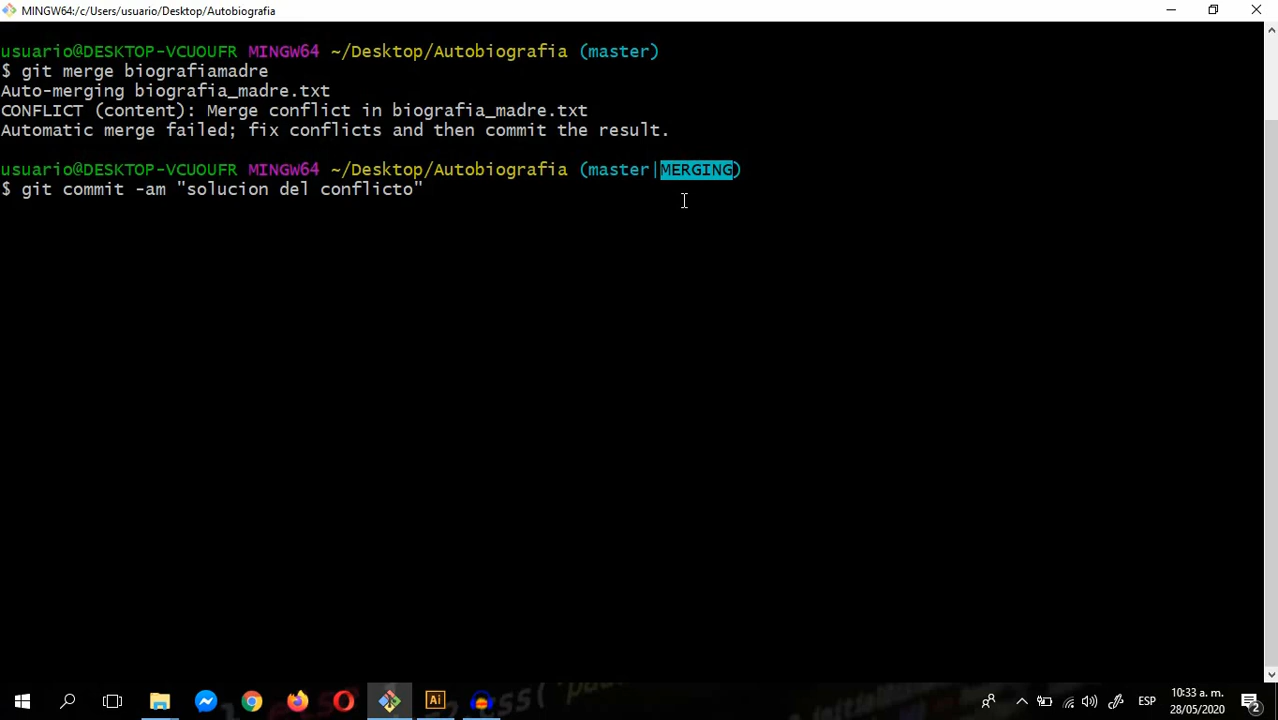 MINGW64:/c/Users/usuario/Desktop/Autobiografia
usuario@DESKTOP-VCUOUFR MINGW64 ~/Desktop/Autobiografia (master)
$ git merge biografiamadre
Auto-merging biografia_madre.txt
CONFLICT (content): Merge conflict in biografia_madre.txt
Automatic merge failed; fix conflicts and then commit the result.
usuario@DESKTOP-VCUOUFR MINGW64 ~/Desktop/Autobiografia (master|MERGING)
$ git commit -am "solucion del conflicto"
Ai
ESP
10:33 a. m.
28/05/2020
2